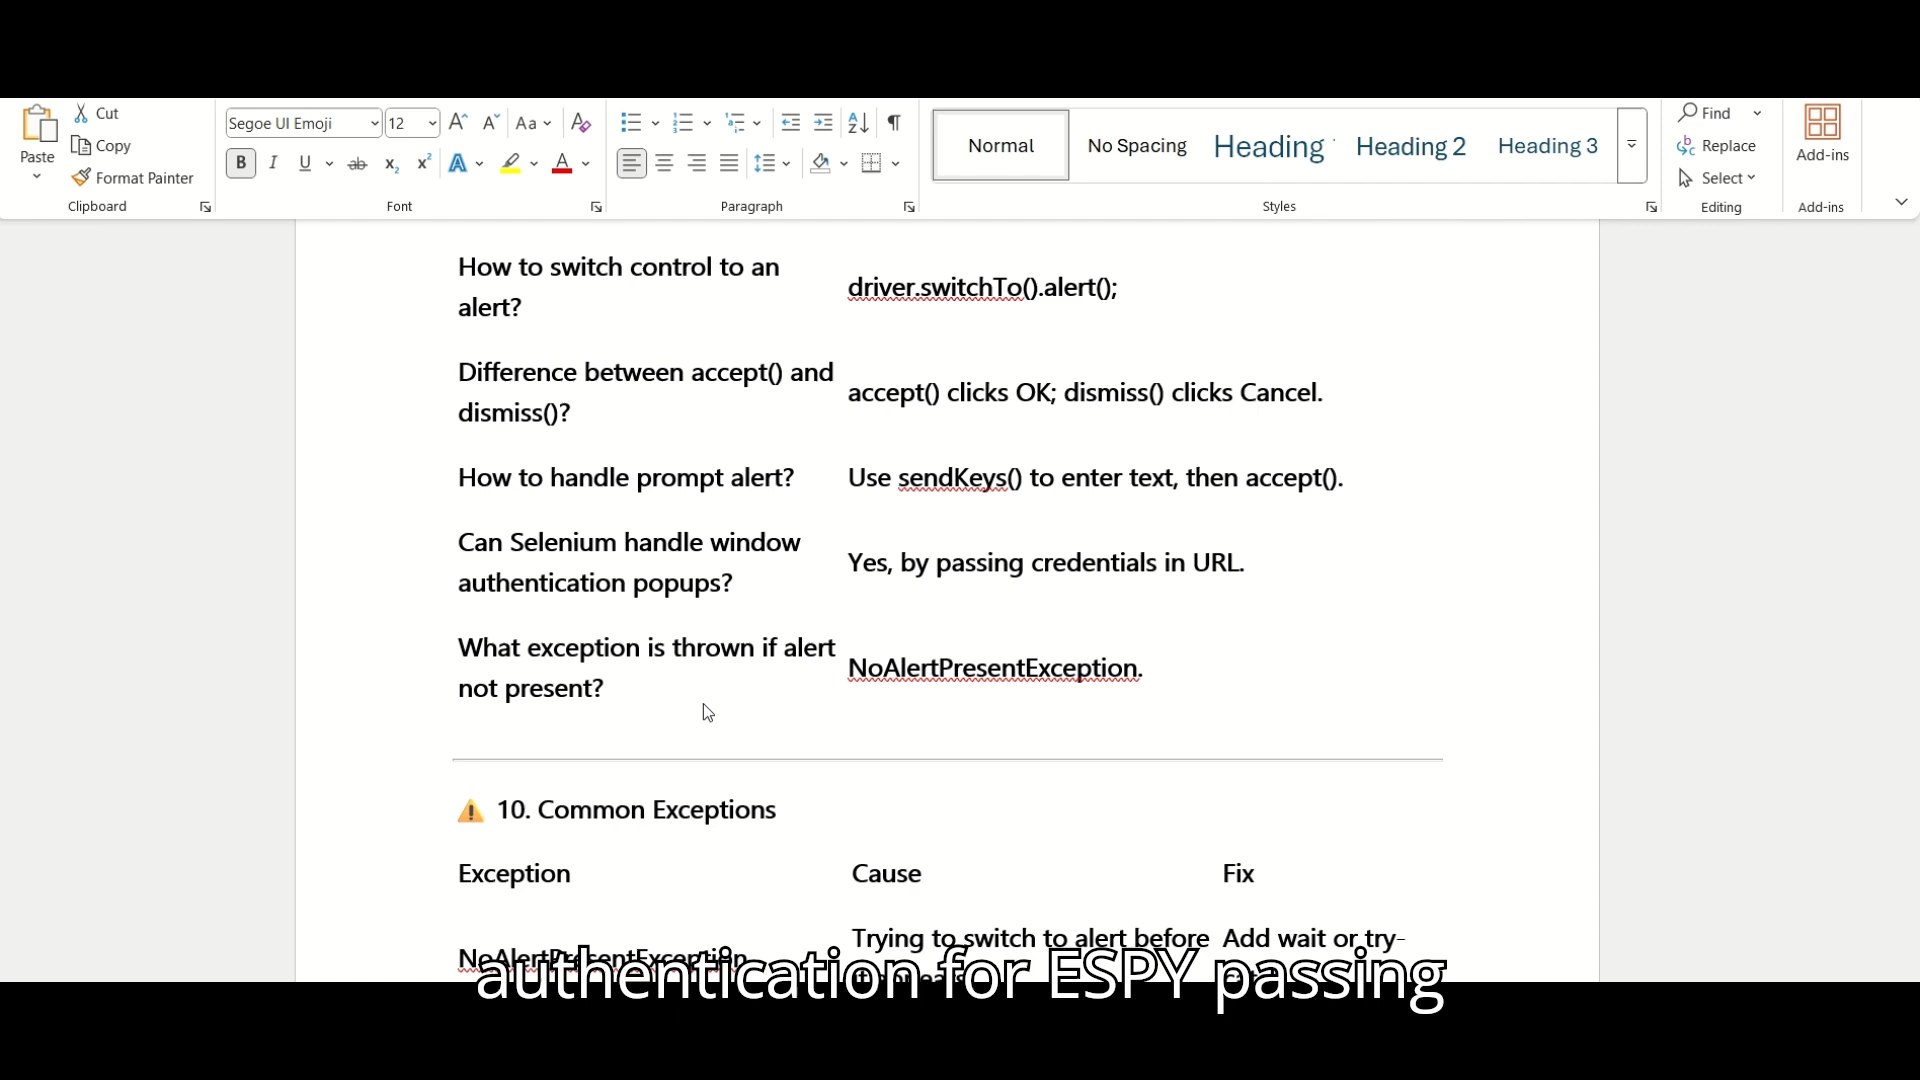 Paste
Cut
Copy
Format Painter
Clipboard
Segoe UI Emoji
12
Aa
B I U ab x₂ x² A A
Font
Paragraph
Normal
No Spacing
Heading
Heading 2
Heading 3
Styles
Find
Replace
Select
Editing
Add-ins
Add-ins
How to switch control to an
alert?
driver.switchTo().alert();
Difference between accept() and
dismiss()?
accept() clicks OK; dismiss() clicks Cancel.
How to handle prompt alert?
Use sendKeys() to enter text, then accept().
Can Selenium handle window
authentication popups?
Yes, by passing credentials in URL.
What exception is thrown if alert
not present?
NoAlertPresentException.
⚠ 10. Common Exceptions
Exception Cause Fix
NoAlertPresentException
Trying to switch to alert before
Add wait or try-
authentication for ESPY passing